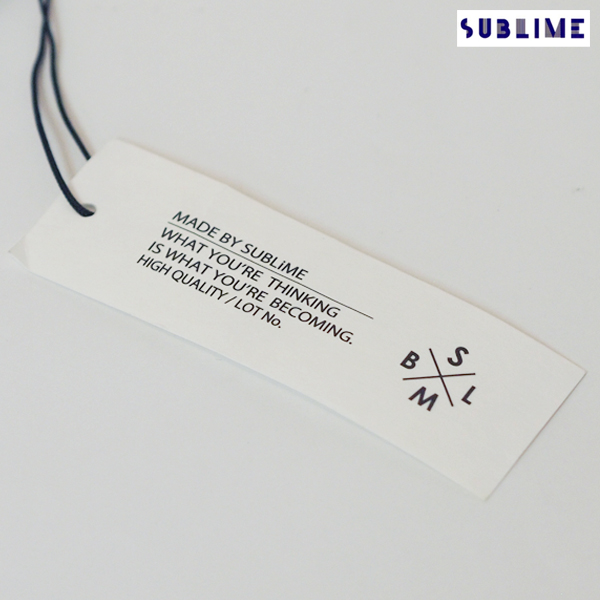 SUBLIME
MADE BY SUBLiME
WHAT YOU'RE THINKING
IS WHAT YOU'RE BECOMING.
HIGH QUALITY / LOT No.
S
B
L
M